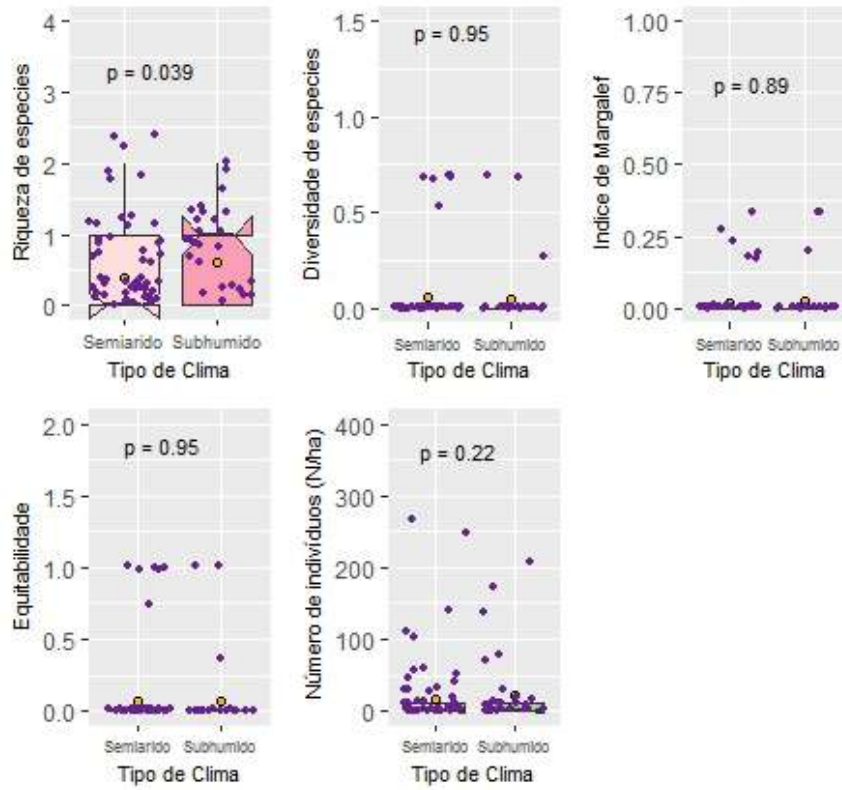 Riqueza de especies
4
3
2
1
0
p = 0.039
Semiarido Subhumido
Tipo de Clima
Diversidade de especies
1.5
1.0
0.5
0.0
p = 0.95
Semiarido Subhumido
Tipo de Clima
Indice de Margalef
1.00
0.75
0.50
0.25
0.00
p = 0.89
Semiarido Subhumido
Tipo de Clima
Equitabilidade
2.0
1.5
1.0
0.5
0.0
p = 0.95
Semiarido Subhumido
Tipo de Clima
Número de indivíduos (N/ha)
400
300
200
100
0
p = 0.22
Semiarido Subhumido
Tipo de Clima